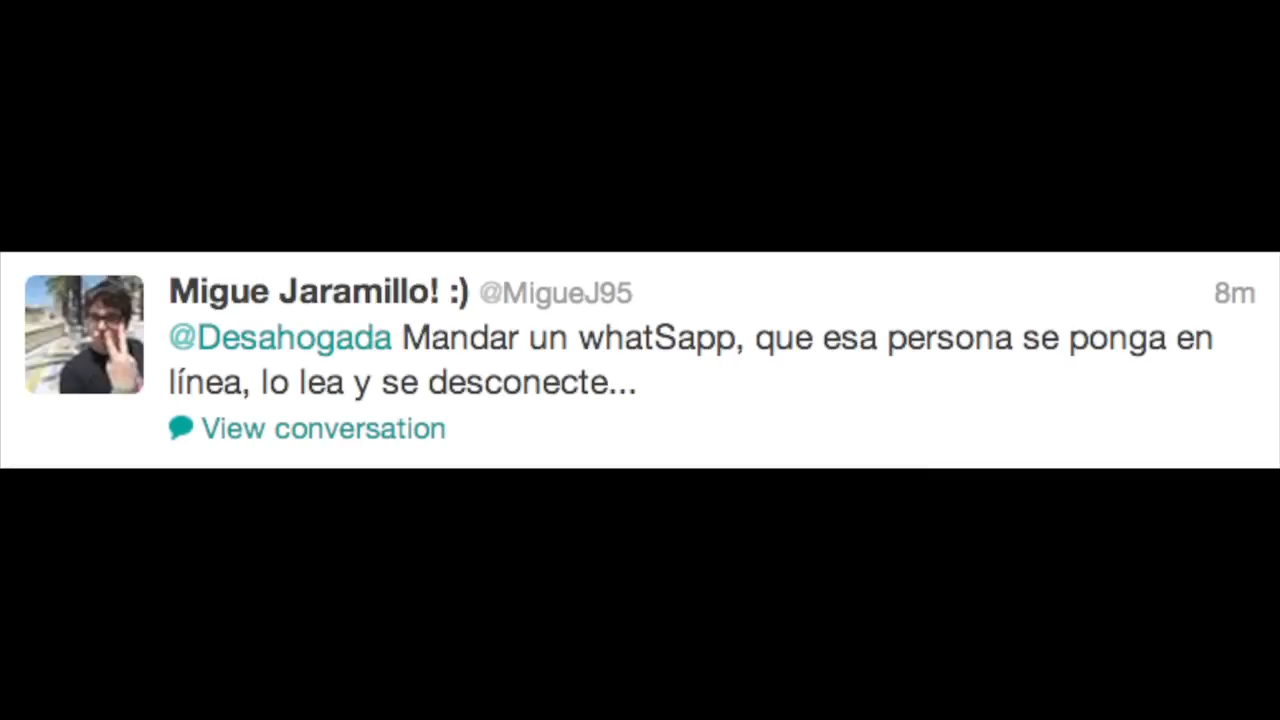 Migue Jaramillo! :) @MigueJ95 8m
@Desahogada Mandar un whatSapp, que esa persona se ponga en
línea, lo lea y se desconecte...
View conversation